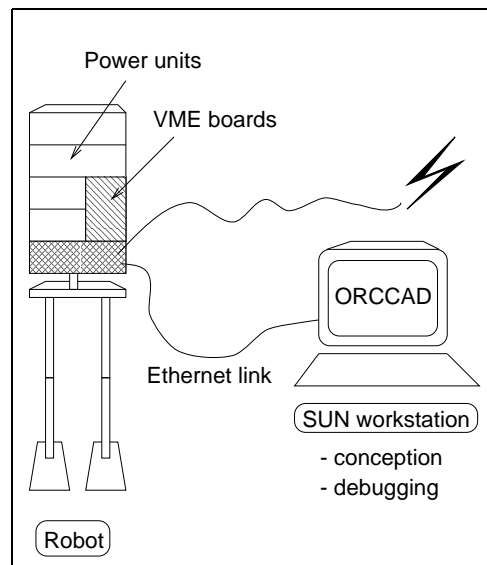 Power units
VME boards
ORCCAD
Ethernet link
SUN workstation
- conception
- debugging
Robot